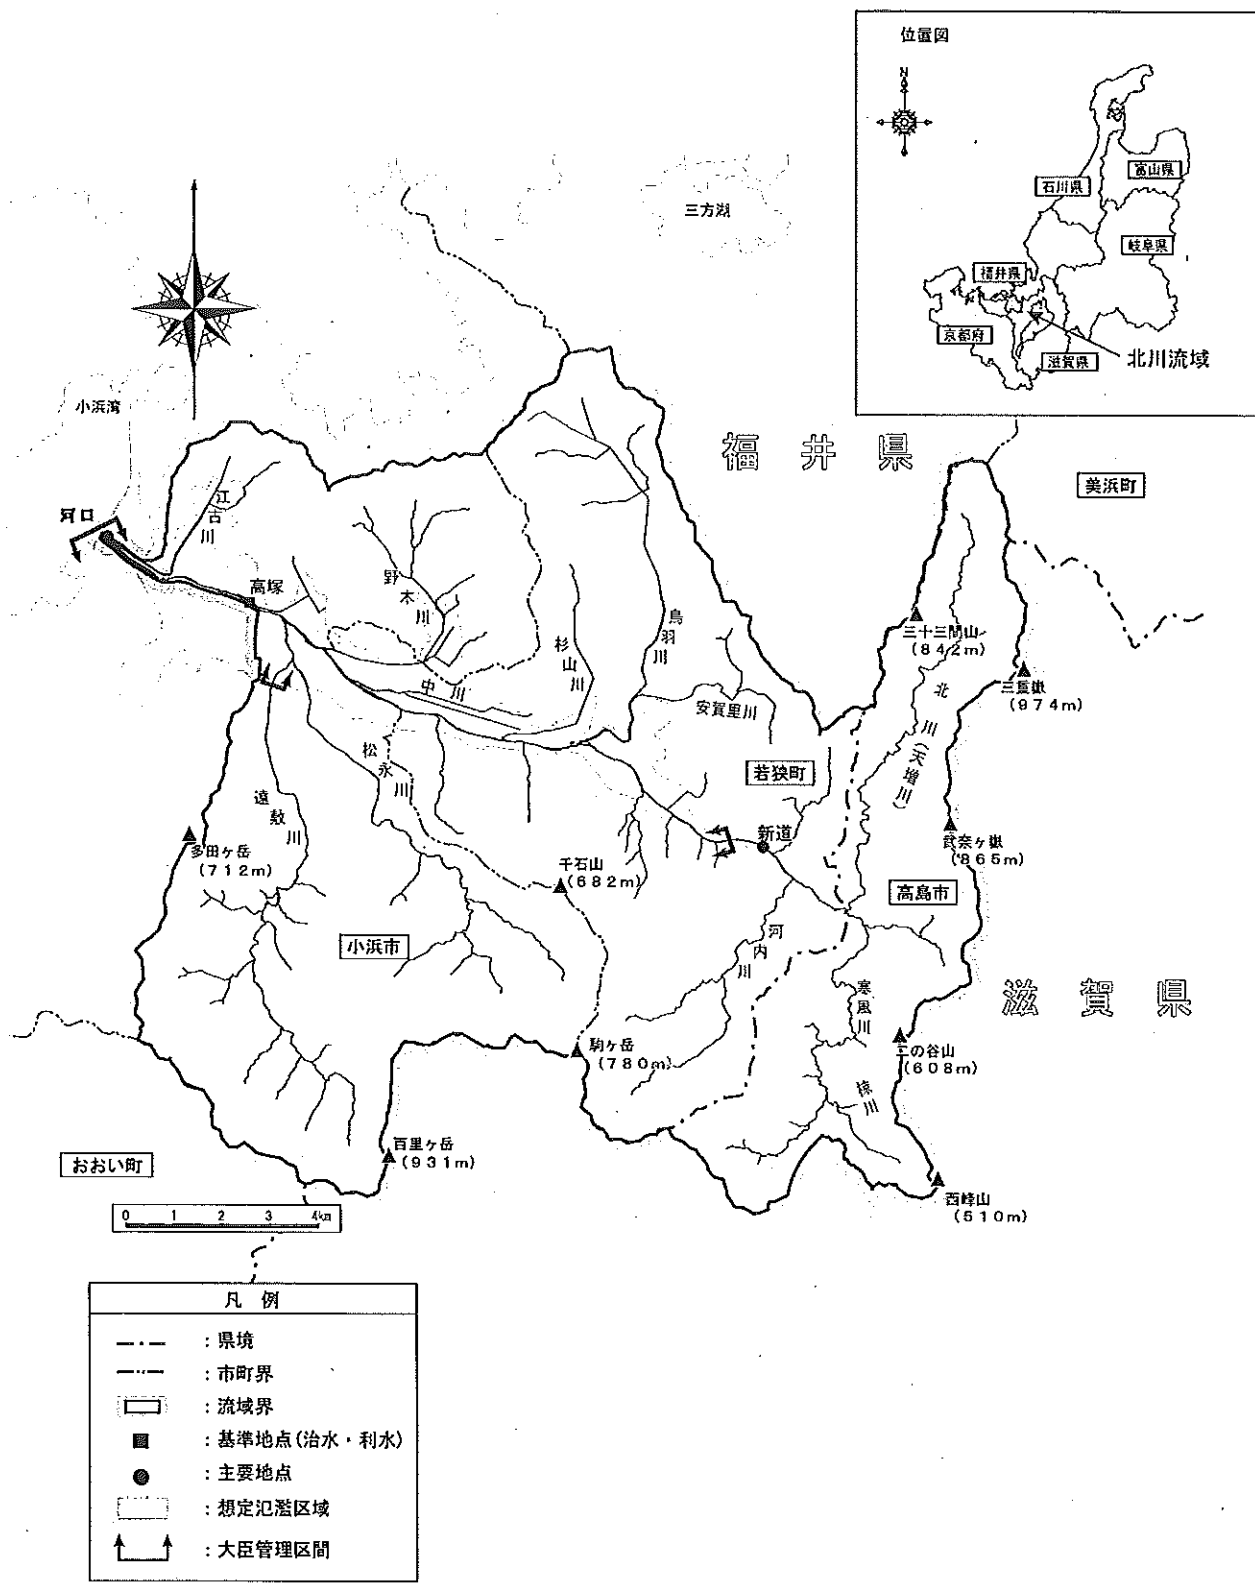 位置図
N
石川県
富山県
岐阜県
福井県
京都府
滋賀県
北川流域
三方湖
小浜湾
福井県
美浜町
河口
江古川
高塚
野木川
杉山川
鳥羽川
中川
安賀里川
三十三間山
(842m)
三重嶽
(974m)
北川(天増川)
松永川
遠敷川
若狭町
新道
武奈ヶ嶽
(865m)
多田ヶ岳
(712m)
千石山
(682m)
高島市
小浜市
河内川
寒風川
滋賀県
二の谷山
(608m)
駒ヶ岳
(780m)
椋川
百里ヶ岳
(931m)
おおい町
西峰山
(510m)
0 1 2 3 4km
凡例
:県境
:市町界
:流域界
:基準地点(治水・利水)
:主要地点
:想定氾濫区域
:大臣管理区間